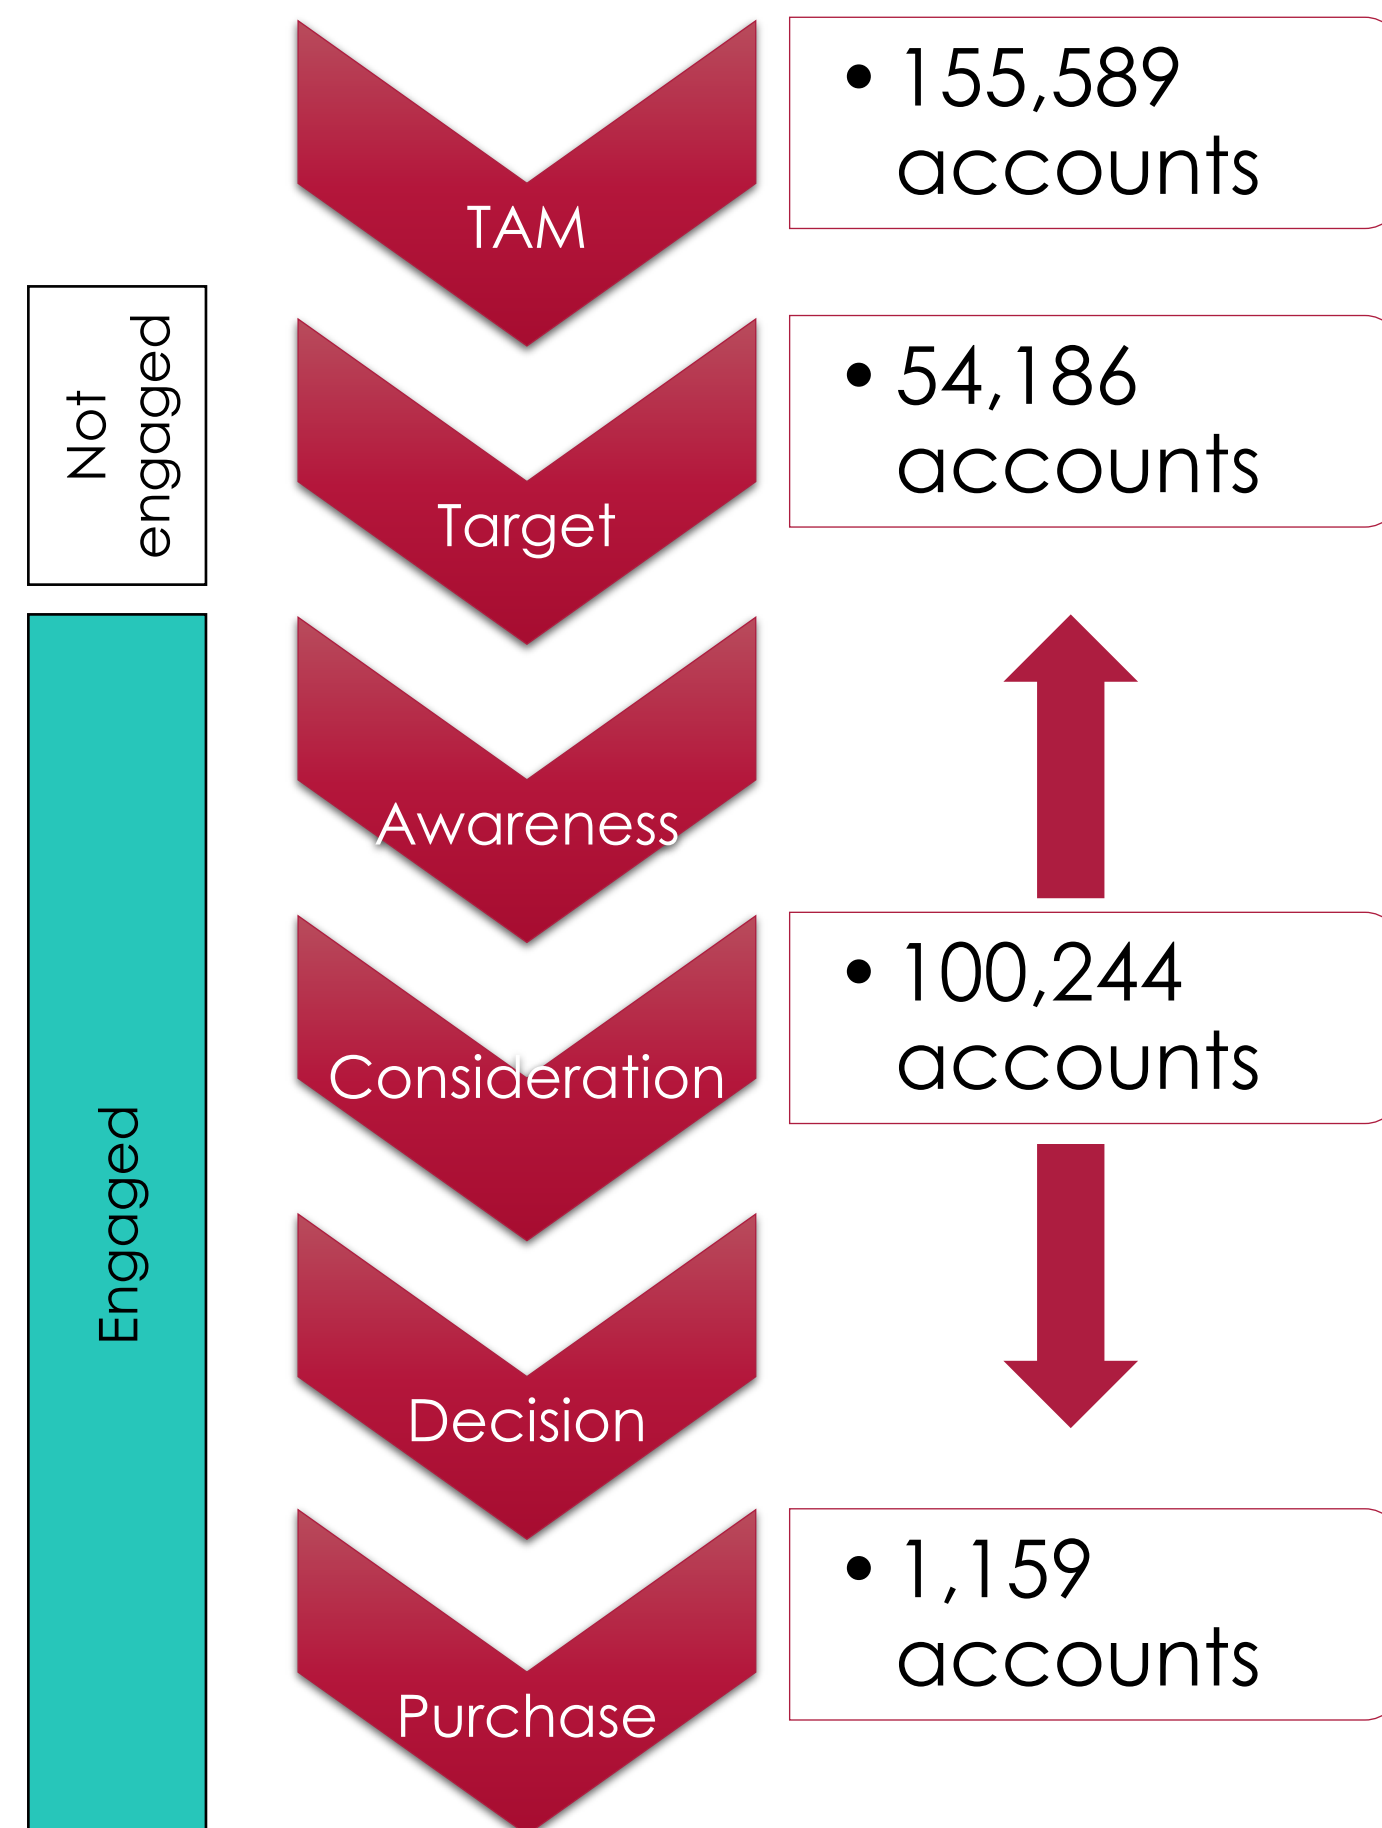 TAM
• 155,589
accounts
Not
engaged
Target
• 54,186
accounts
Engaged
Awareness
Consideration
• 100,244
accounts
Decision
Purchase
• 1,159
accounts